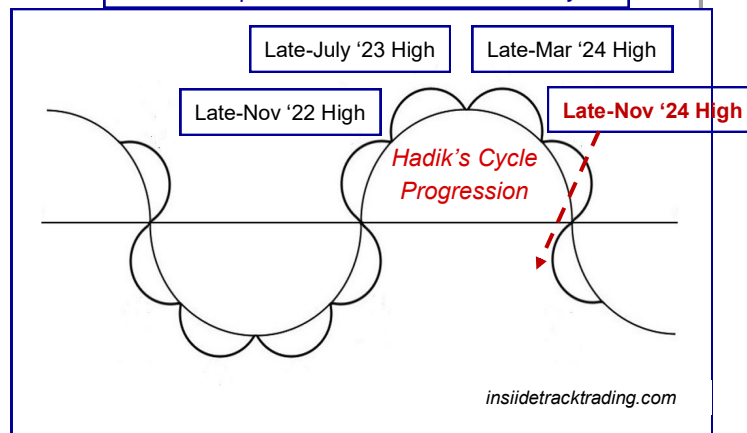 Late-July ‘23 High
Late-Mar ‘24 High
Late-Nov ‘22 High
Late-Nov ‘24 High
Hadik’s Cycle
Progression
insiidetracktrading.com